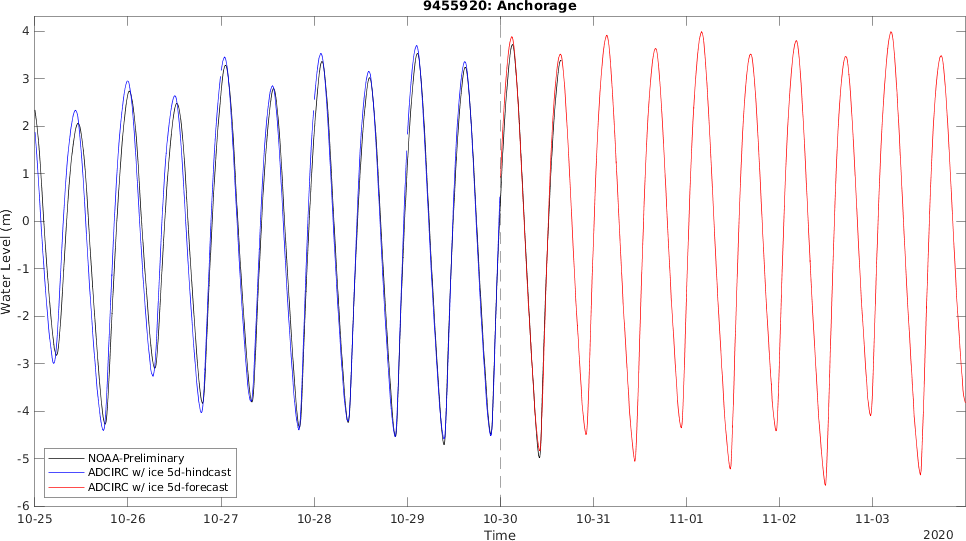 9455920: Anchorage
4
3
2
1
0
-1
-2
-3
-4
-5
-6
Water Level (m)
NOAA-Preliminary
ADCIRC w/ ice 5d-hindcast
ADCIRC w/ ice 5d-forecast
10-25 10-26 10-27 10-28 10-29 10-30 10-31 11-01 11-02 11-03
Time
2020